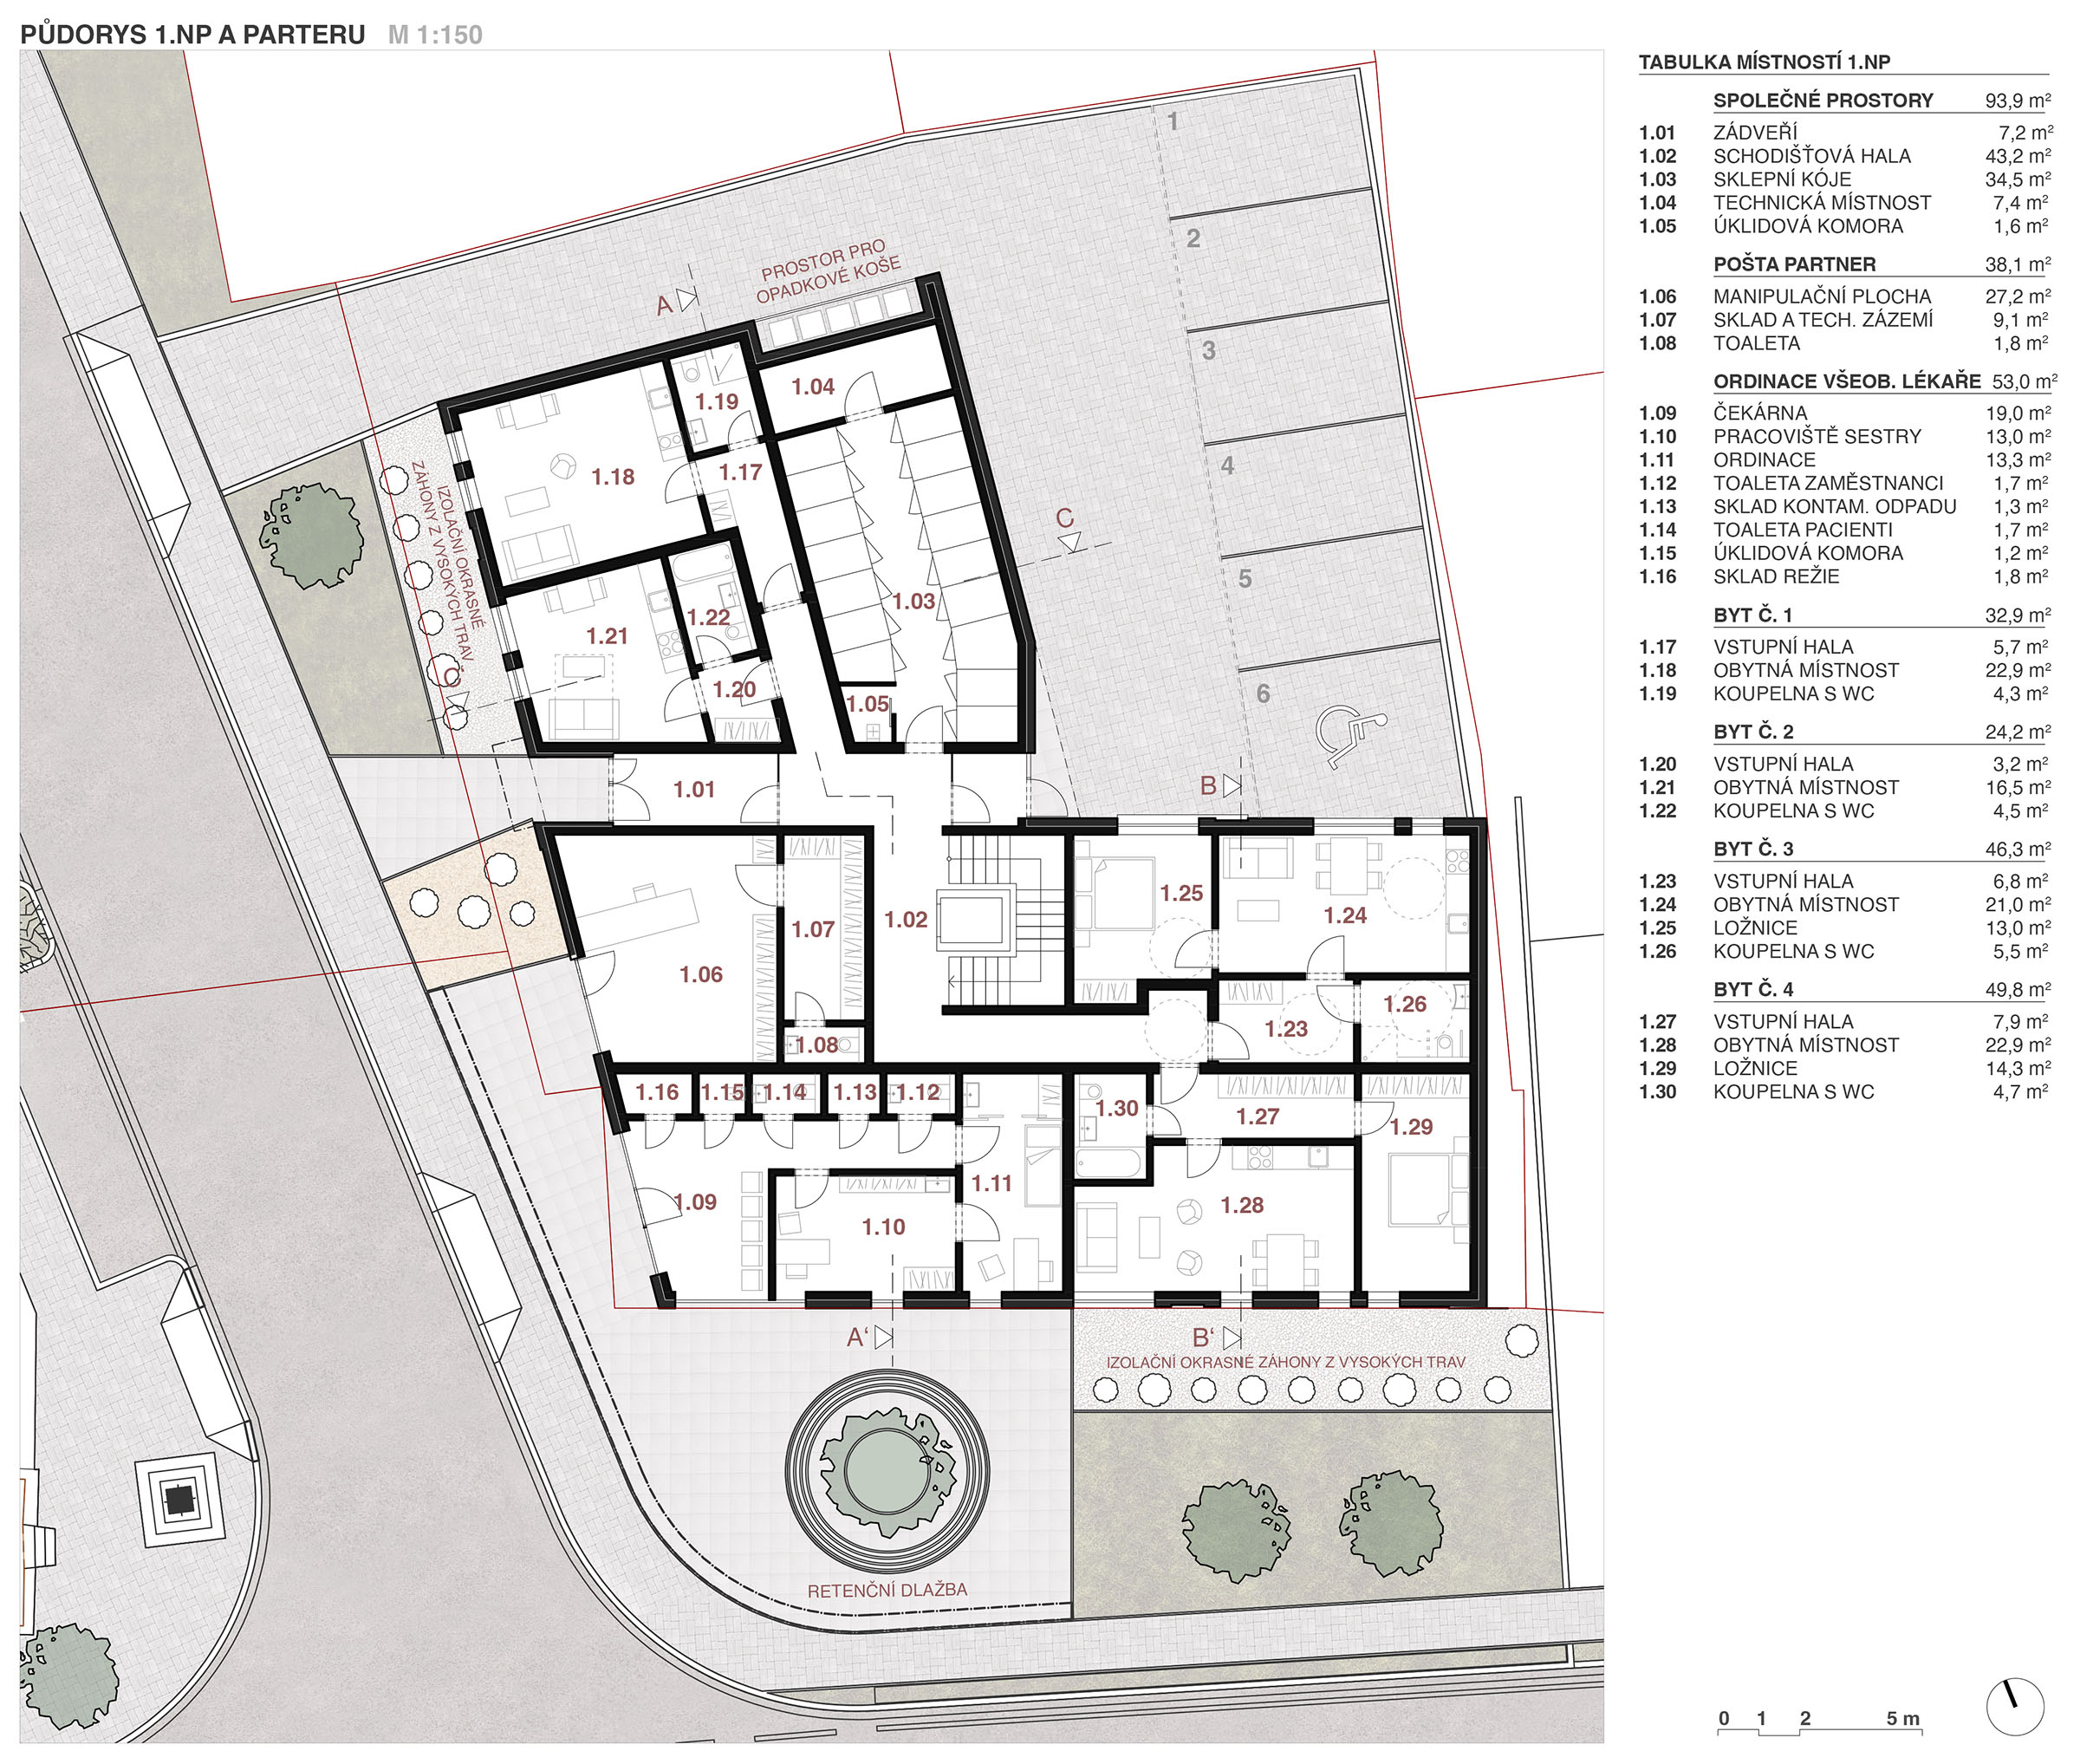 PŮDORYS 1.NP A PARTERU M 1:150
TABULKA MÍSTNOSTÍ 1.NP
SPOLEČNÉ PROSTORY 93,9 m²
1.01 ZÁDVEŘÍ 7,2 m²
1.02 SCHODIŠŤOVÁ HALA 43,2 m²
1.03 SKLEPNÍ KÓJE 34,5 m²
1.04 TECHNICKÁ MÍSTNOST 7,4 m²
1.05 ÚKLIDOVÁ KOMORA 1,6 m²
POŠTA PARTNER 38,1 m²
1.06 MANIPULAČNÍ PLOCHA 27,2 m²
1.07 SKLAD A TECH. ZÁZEMÍ 9,1 m²
1.08 TOALETA 1,8 m²
ORDINACE VŠEOB. LÉKAŘE 53,0 m²
1.09 ČEKÁRNA 19,0 m²
1.10 PRACOVIŠTĚ SESTRY 13,0 m²
1.11 ORDINACE 13,3 m²
1.12 TOALETA ZAMĚSTNANCI 1,7 m²
1.13 SKLAD KONTAM. ODPADU 1,3 m²
1.14 TOALETA PACIENTI 1,7 m²
1.15 ÚKLIDOVÁ KOMORA 1,2 m²
1.16 SKLAD REŽIE 1,8 m²
BYT Č. 1 32,9 m²
1.17 VSTUPNÍ HALA 5,7 m²
1.18 OBYTNÁ MÍSTNOST 22,9 m²
1.19 KOUPELNA S WC 4,3 m²
BYT Č. 2 24,2 m²
1.20 VSTUPNÍ HALA 3,2 m²
1.21 OBYTNÁ MÍSTNOST 16,5 m²
1.22 KOUPELNA S WC 4,5 m²
BYT Č. 3 46,3 m²
1.23 VSTUPNÍ HALA 6,8 m²
1.24 OBYTNÁ MÍSTNOST 21,0 m²
1.25 LOŽNICE 13,0 m²
1.26 KOUPELNA S WC 5,5 m²
BYT Č. 4 49,8 m²
1.27 VSTUPNÍ HALA 7,9 m²
1.28 OBYTNÁ MÍSTNOST 22,9 m²
1.29 LOŽNICE 14,3 m²
1.30 KOUPELNA S WC 4,7 m²
1
2
3
4
5
6
PROSTOR PRO
OPADKOVÉ KOŠE
A
1.04
1.19
1.18
1.17
IZOLAČNÍ OKRASNÉ
ZÁHONY Z VYSOKÝCH TRAV
C
1.03
1.22
1.21
1.20
1.05
C'
1.01
B
1.25
1.24
1.02
1.07
1.06
1.26
1.23
1.08
1.16
1.15
1.14
1.13
1.12
1.30
1.27
1.29
1.11
1.09
1.28
1.10
A'
B'
IZOLAČNÍ OKRASNÉ ZÁHONY Z VYSOKÝCH TRAV
RETENČNÍ DLAŽBA
0 1 2 5 m